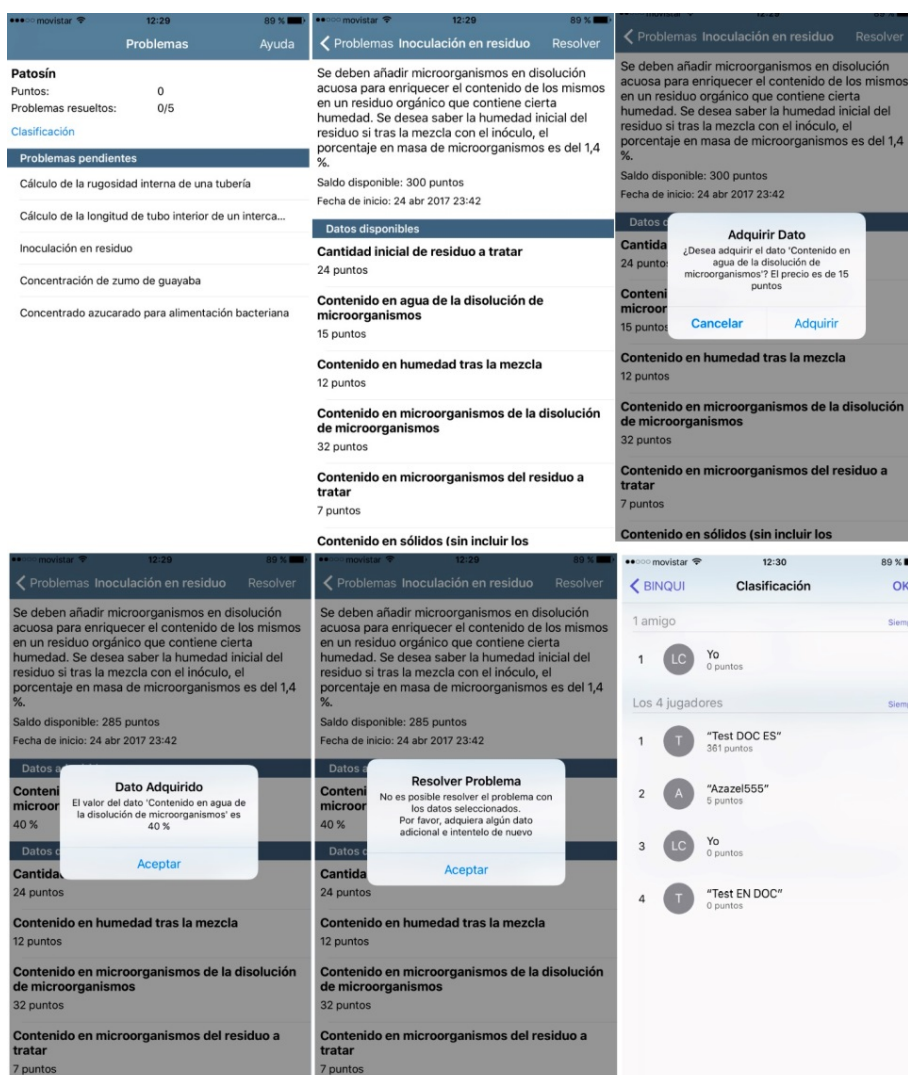 movistar 12:29 89 %
Problemas Ayuda
Patosín
Puntos: 0
Problemas resueltos: 0/5
Clasificación
Problemas pendientes
Cálculo de la rugosidad interna de una tubería
Cálculo de la longitud de tubo interior de un interca...
Inoculación en residuo
Concentración de zumo de guayaba
Concentrado azucarado para alimentación bacteriana
movistar 12:29 89 %
Problemas Inoculación en residuo Resolver
Se deben añadir microorganismos en disolución
acuosa para enriquecer el contenido de los mismos
en un residuo orgánico que contiene cierta
humedad. Se desea saber la humedad inicial del
residuo si tras la mezcla con el inóculo, el
porcentaje en masa de microorganismos es del 1,4
%.
Saldo disponible: 300 puntos
Fecha de inicio: 24 abr 2017 23:42
Datos disponibles
Cantidad inicial de residuo a tratar
24 puntos
Contenido en agua de la disolución de
microorganismos
15 puntos
Contenido en humedad tras la mezcla
12 puntos
Contenido en microorganismos de la disolución
de microorganismos
32 puntos
Contenido en microorganismos del residuo a
tratar
7 puntos
Contenido en sólidos (sin incluir los
movistar 12:29 89 %
Problemas Inoculación en residuo Resolver
Se deben añadir microorganismos en disolución
acuosa para enriquecer el contenido de los mismos
en un residuo orgánico que contiene cierta
humedad. Se desea saber la humedad inicial del
residuo si tras la mezcla con el inóculo, el
porcentaje en masa de microorganismos es del 1,4
%.
Saldo disponible: 300 puntos
Fecha de inicio: 24 abr 2017 23:42
Datos d
Adquirir Dato
¿Desea adquirir el dato 'Contenido en
agua de la disolución de
microorganismos'? El precio es de 15
puntos
Cancelar Adquirir
Cantida
24 punto
Conteni
microor
15 puntos
Contenido en humedad tras la mezcla
12 puntos
Contenido en microorganismos de la disolución
de microorganismos
32 puntos
Contenido en microorganismos del residuo a
tratar
7 puntos
Contenido en sólidos (sin incluir los
movistar 12:29 89 %
Problemas Inoculación en residuo Resolver
Se deben añadir microorganismos en disolución
acuosa para enriquecer el contenido de los mismos
en un residuo orgánico que contiene cierta
humedad. Se desea saber la humedad inicial del
residuo si tras la mezcla con el inóculo, el
porcentaje en masa de microorganismos es del 1,4
%.
Saldo disponible: 285 puntos
Fecha de inicio: 24 abr 2017 23:42
Datos a
Dato Adquirido
El valor del dato 'Contenido en agua de
la disolución de microorganismos' es
40 %
Aceptar
Conteni
microor
40 %
Datos d
Cantida
24 puntos
Contenido en humedad tras la mezcla
12 puntos
Contenido en microorganismos de la disolución
de microorganismos
32 puntos
Contenido en microorganismos del residuo a
tratar
7 puntos
movistar 12:29 89 %
Problemas Inoculación en residuo Resolver
Se deben añadir microorganismos en disolución
acuosa para enriquecer el contenido de los mismos
en un residuo orgánico que contiene cierta
humedad. Se desea saber la humedad inicial del
residuo si tras la mezcla con el inóculo, el
porcentaje en masa de microorganismos es del 1,4
%.
Saldo disponible: 285 puntos
Fecha de inicio: 24 abr 2017 23:42
Datos a
Resolver Problema
No es posible resolver el problema con
los datos seleccionados.
Por favor, adquiera algún dato
adicional e intentelo de nuevo
Aceptar
Conteni
microor
40 %
Datos d
Cantida
24 puntos
Contenido en humedad tras la mezcla
12 puntos
Contenido en microorganismos de la disolución
de microorganismos
32 puntos
Contenido en microorganismos del residuo a
tratar
7 puntos
movistar 12:30 89 %
BINQUI Clasificación OK
1 amigo Siemp
1 LC Yo
0 puntos
Los 4 jugadores Siemp
1 T "Test DOC ES"
361 puntos
2 A "Azazel555"
5 puntos
3 LC Yo
0 puntos
4 T "Test EN DOC"
0 puntos